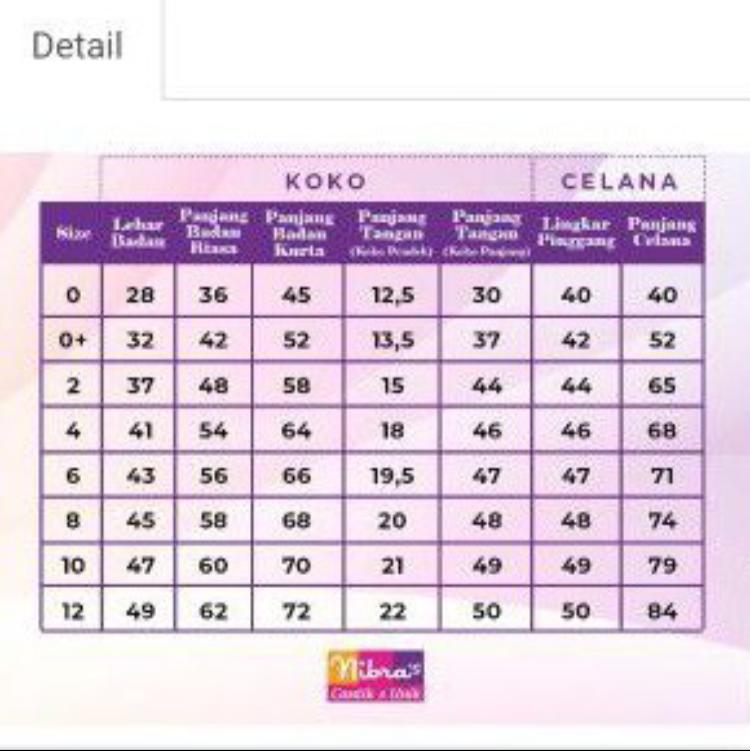 Detail
KOKO CELANA
Size Lebar Badan Panjang Badan Biasa Panjang Badan Kurta Panjang Tangan (Koko Pendek) Panjang Tangan (Koko Panjang) Lingkar Pinggang Panjang Celana
0 28 36 45 12,5 30 40 40
0+ 32 42 52 13,5 37 42 52
2 37 48 58 15 44 44 65
4 41 54 64 18 46 46 68
6 43 56 66 19,5 47 47 71
8 45 58 68 20 48 48 74
10 47 60 70 21 49 49 79
12 49 62 72 22 50 50 84
Nibra's
Cantik & Unik